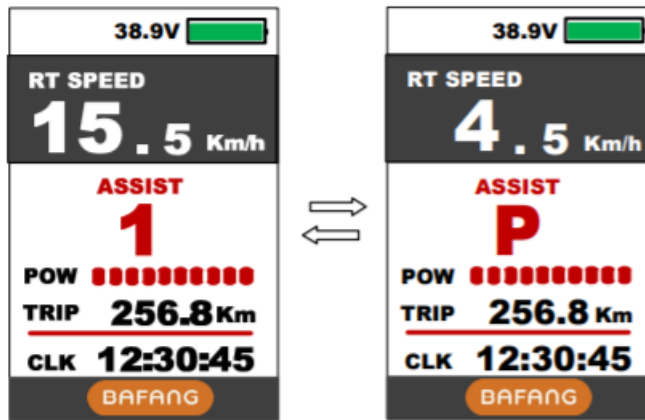 38.9V
RT SPEED
15.5 Km/h
ASSIST
1
POW
TRIP 256.8 Km
CLK 12:30:45
BAFANG
38.9V
RT SPEED
4.5 Km/h
ASSIST
P
POW
TRIP 256.8 Km
CLK 12:30:45
BAFANG